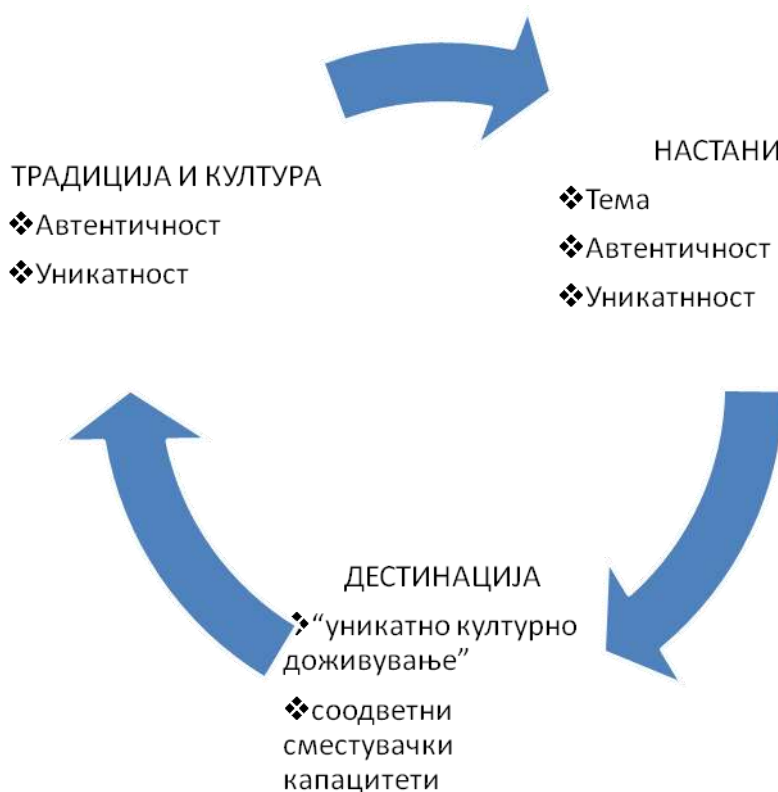 ТРАДИЦИЈА И КУЛТУРА
❖Автентичност
❖Уникатност
НАСТАНИ
❖Тема
❖Автентичност
❖Уникатнност
ДЕСТИНАЦИЈА
❖“уникатно културно
доживување”
❖соодветни
сместувачки
капацитети